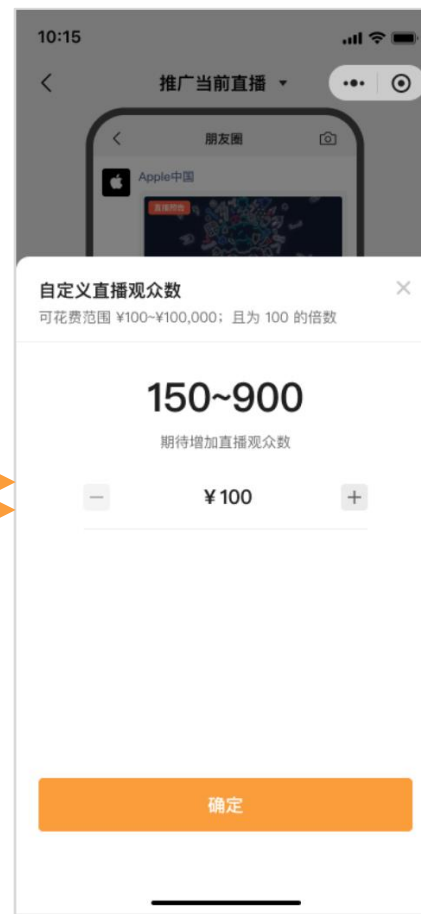 10:15
推广当前直播
朋友圈
Apple中国
直播预告
自定义直播观众数
可花费范围 ¥100~¥100,000；且为 100 的倍数
150~900
期待增加直播观众数
¥100
确定